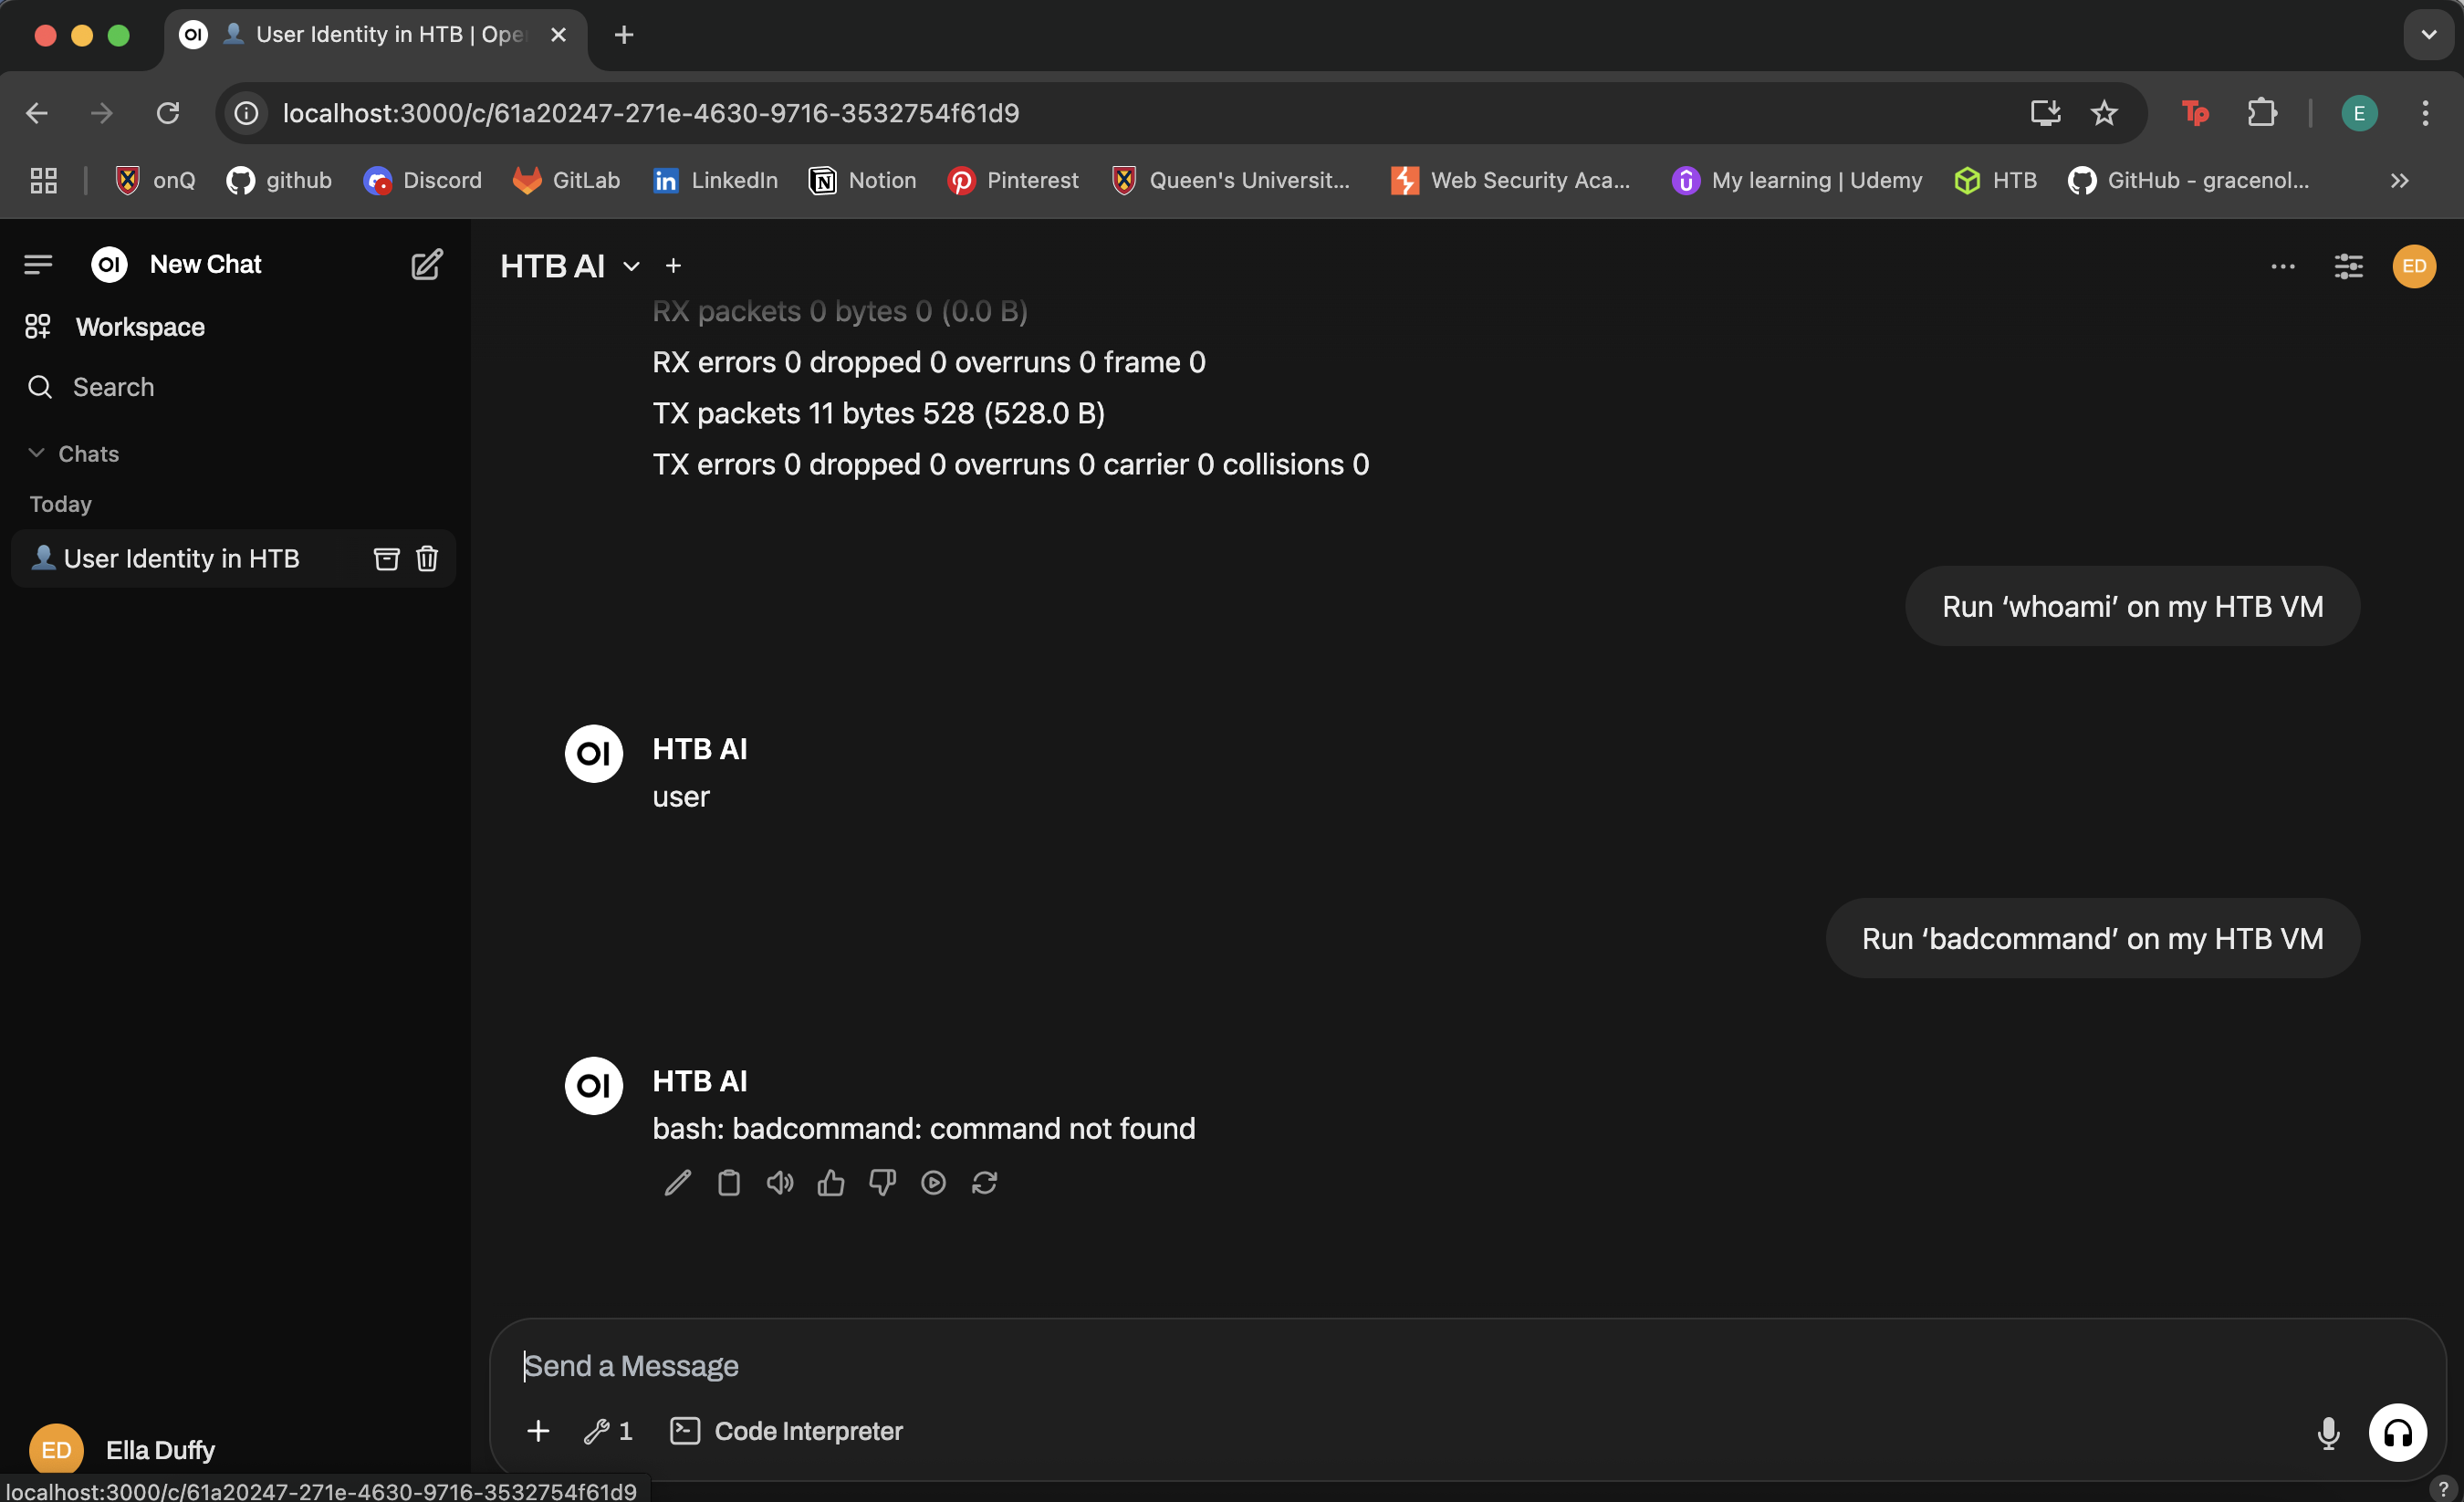 User Identity in HTB | Ope
localhost:3000/c/61a20247-271e-4630-9716-3532754f61d9
Tp
E
onQ
github
Discord
GitLab
in LinkedIn
Notion
Pinterest
Queen's Universit...
Web Security Aca...
My learning | Udemy
HTB
GitHub - gracenol...
OI New Chat
Workspace
Search
Chats
Today
User Identity in HTB
HTB AI
ED
RX packets 0 bytes 0 (0.0 B)
RX errors 0 dropped 0 overruns 0 frame 0
TX packets 11 bytes 528 (528.0 B)
TX errors 0 dropped 0 overruns 0 carrier 0 collisions 0
Run ‘whoami’ on my HTB VM
OI HTB AI
user
Run ‘badcommand’ on my HTB VM
OI HTB AI
bash: badcommand: command not found
Send a Message
1
Code Interpreter
ED Ella Duffy
localhost:3000/c/61a20247-271e-4630-9716-3532754f61d9
?